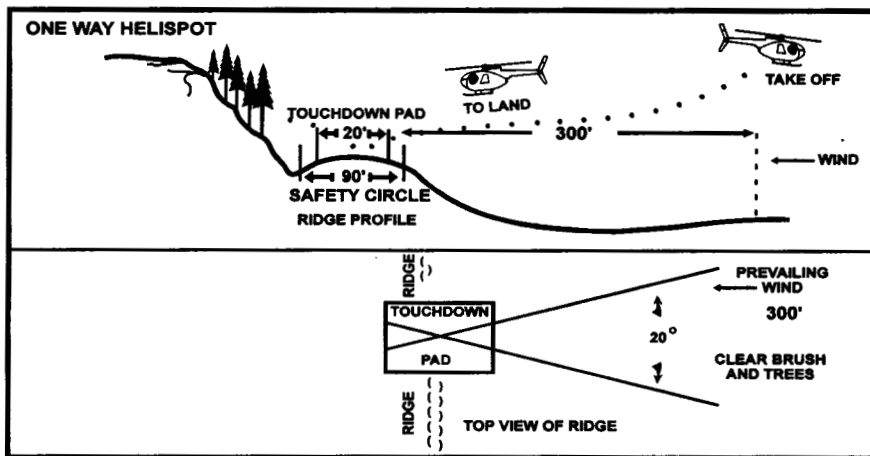 ONE WAY HELISPOT
TAKE OFF
TO LAND
TOUCHDOWN PAD
20'
300'
WIND
90'
SAFETY CIRCLE
RIDGE PROFILE
RIDGE
PREVAILING
WIND
300'
TOUCHDOWN
PAD
20°
CLEAR BRUSH
AND TREES
RIDGE
TOP VIEW OF RIDGE